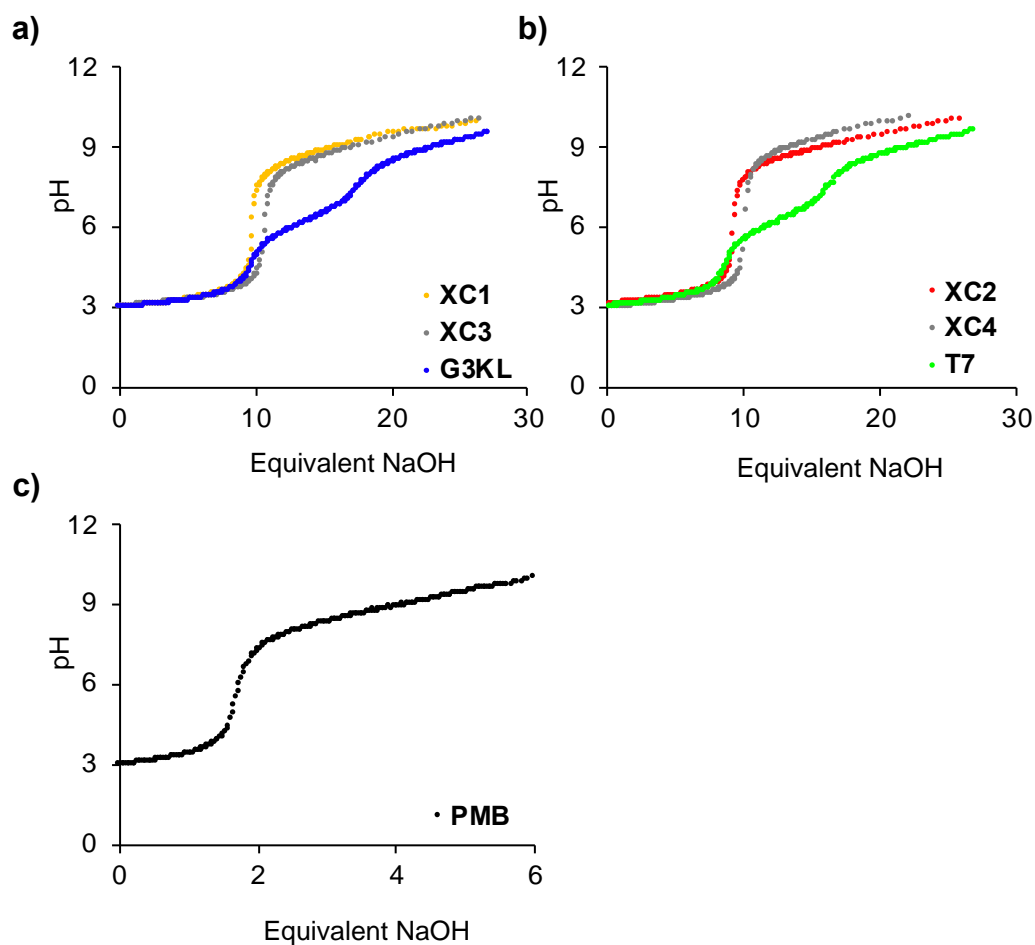 a)
12
9
6
3
0
pH
XC1
XC3
G3KL
0 10 20 30
Equivalent NaOH
b)
12
9
6
3
0
pH
XC2
XC4
T7
0 10 20 30
Equivalent NaOH
c)
12
9
6
3
0
pH
PMB
0 2 4 6
Equivalent NaOH